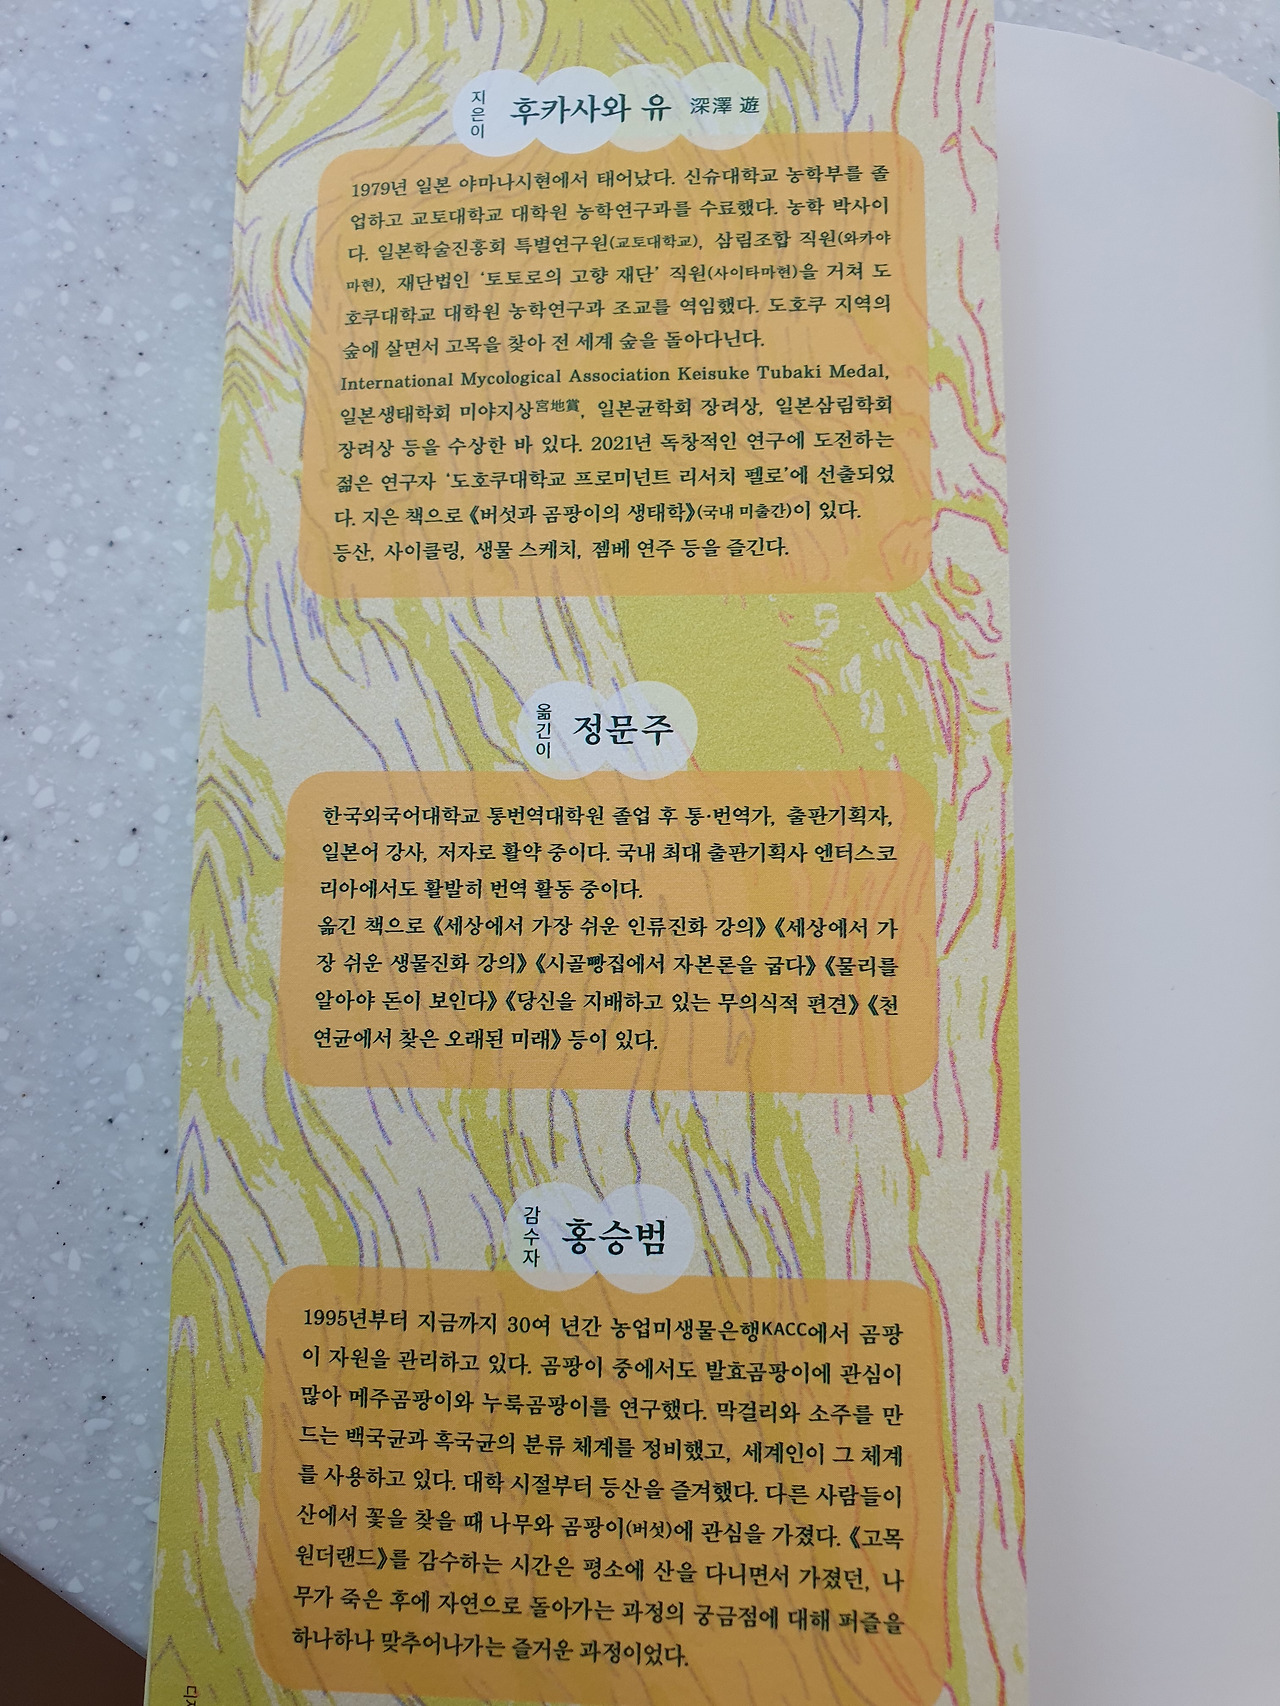 지은이 후카사와 유 深澤 遊
1979년 일본 야마나시현에서 태어났다. 신슈대학교 농학부를 졸
업하고 교토대학교 대학원 농학연구과를 수료했다. 농학 박사이
다. 일본학술진흥회 특별연구원(교토대학교), 삼림조합 직원(와카야
마현), 재단법인 ‘토토로의 고향 재단’ 직원(사이타마현)을 거쳐 도
호쿠대학교 대학원 농학연구과 조교를 역임했다. 도호쿠 지역의
숲에 살면서 고목을 찾아 전 세계 숲을 돌아다닌다.
International Mycological Association Keisuke Tubaki Medal,
일본생태학회 미야지상宮地賞, 일본균학회 장려상, 일본삼림학회
장려상 등을 수상한 바 있다. 2021년 독창적인 연구에 도전하는
젊은 연구자 ‘도호쿠대학교 프로미넌트 리서치 펠로’에 선출되었
다. 지은 책으로 《버섯과 곰팡이의 생태학》(국내 미출간)이 있다.
등산, 사이클링, 생물 스케치, 젬베 연주 등을 즐긴다.
옮긴이 정문주
한국외국어대학교 통번역대학원 졸업 후 통·번역가, 출판기획자,
일본어 강사, 저자로 활약 중이다. 국내 최대 출판기획사 엔터스코
리아에서도 활발히 번역 활동 중이다.
옮긴 책으로 《세상에서 가장 쉬운 인류진화 강의》 《세상에서 가
장 쉬운 생물진화 강의》 《시골빵집에서 자본론을 굽다》 《물리를
알아야 돈이 보인다》 《당신을 지배하고 있는 무의식적 편견》 《천
연균에서 찾은 오래된 미래》 등이 있다.
감수자 홍승범
1995년부터 지금까지 30여 년간 농업미생물은행KACC에서 곰팡
이 자원을 관리하고 있다. 곰팡이 중에서도 발효곰팡이에 관심이
많아 메주곰팡이와 누룩곰팡이를 연구했다. 막걸리와 소주를 만
드는 백국균과 흑국균의 분류 체계를 정비했고, 세계인이 그 체계
를 사용하고 있다. 대학 시절부터 등산을 즐겨했다. 다른 사람들이
산에서 꽃을 찾을 때 나무와 곰팡이(버섯)에 관심을 가졌다. 《고목
원더랜드》를 감수하는 시간은 평소에 산을 다니면서 가졌던, 나
무가 죽은 후에 자연으로 돌아가는 과정의 궁금점에 대해 퍼즐을
하나하나 맞추어나가는 즐거운 과정이었다.